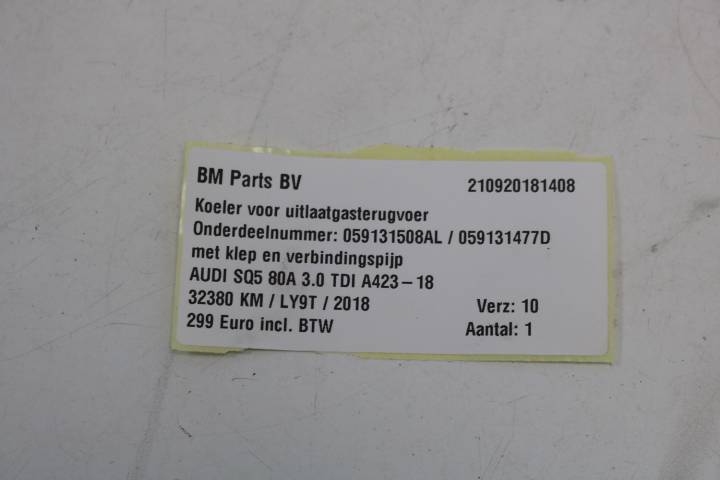 BM Parts BV 210920181408
Koeler voor uitlaatgasterugvoer
Onderdeelnummer: 059131508AL / 059131477D
met klep en verbindingspijp
AUDI SQ5 80A 3.0 TDI A423-18
32380 KM / LY9T / 2018 Verz: 10
299 Euro incl. BTW Aantal: 1